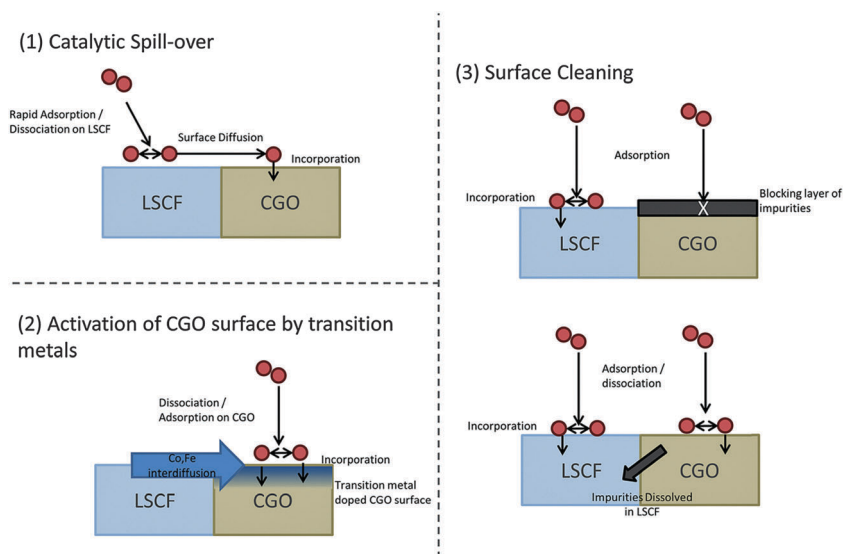 (1) Catalytic Spill-over
Rapid Adsorption /
Dissociation on LSCF
Surface Diffusion
Incorporation
LSCF
CGO
(2) Activation of CGO surface by transition
metals
Dissociation /
Adsorption on CGO
Co,Fe
interdiffusion
Incorporation
Transition metal
doped CGO surface
LSCF
CGO
(3) Surface Cleaning
Adsorption
Incorporation
Blocking layer of
impurities
X
LSCF
CGO
Adsorption /
dissociation
Incorporation
LSCF
CGO
Impurities Dissolved
in LSCF